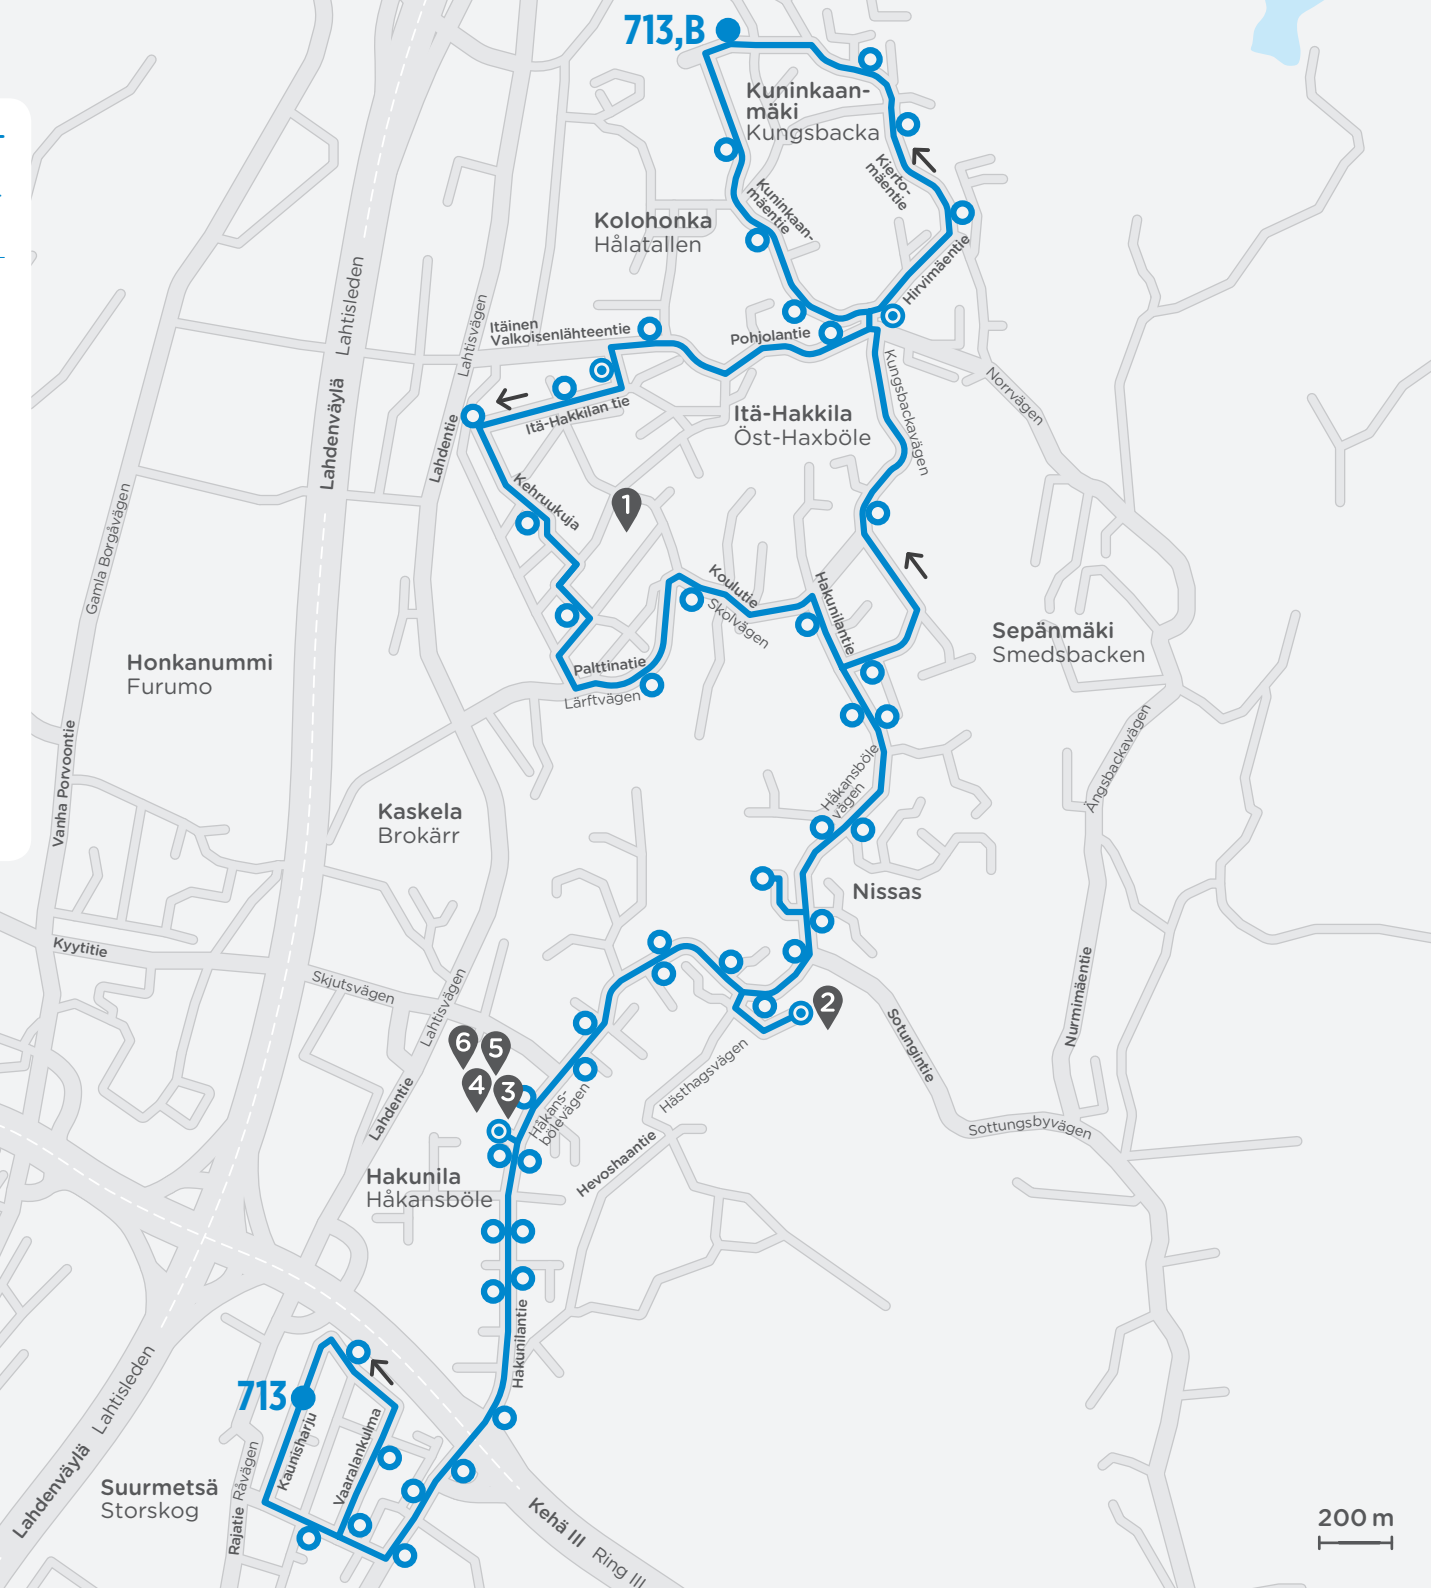 713,B
Kuninkaan-
mäki
Kungsbacka
Kierto-
mäentie
Kuninkaan-
mäentie
Kolohonka
Hålatallen
Hirvimäentie
Lahdenväylä Lahtisleden
Lahtisvägen
Itäinen
Valkoisenlähteentie
Pohjolantie
Kungsbackavägen
Norrvägen
Itä-Hakkilan tie
Itä-Hakkila
Öst-Haxböle
Lahdentie
Kehruukuja
1
Gamla Borgåvägen
Koulutie
Skolvägen
Hakunilantie
Sepänmäki
Smedsbacken
Honkanummi
Furumo
Palttinatie
Lärftvägen
Vanha Porvoontie
Håkansböle
vägen
Ängsbackavägen
Kaskela
Brokärr
Nissas
Kyytitie
Skjutsvägen
Lahtisvägen
2
Nurmimäentie
Sotungintie
6
5
4
3
Hästhagsvägen
Håkans-
bölevägen
Lahdentie
Sottungsbyvägen
Hevoshaantie
Hakunila
Håkansböle
Hakunilantie
713
Kaunisharju
Vaaralankulma
Lahdenväylä Lahtisleden
Suurmetsä
Storskog
Rajatie Råvägen
Kehä III Ring III
200 m